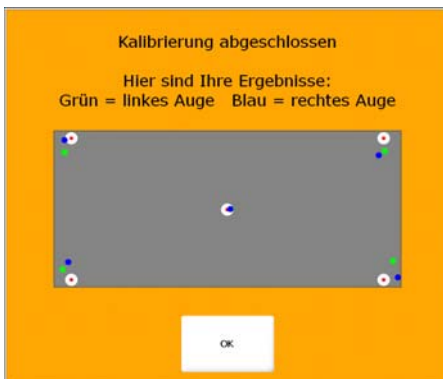 Kalibrierung abgeschlossen
Hier sind Ihre Ergebnisse:
Grün = linkes Auge Blau = rechtes Auge
OK